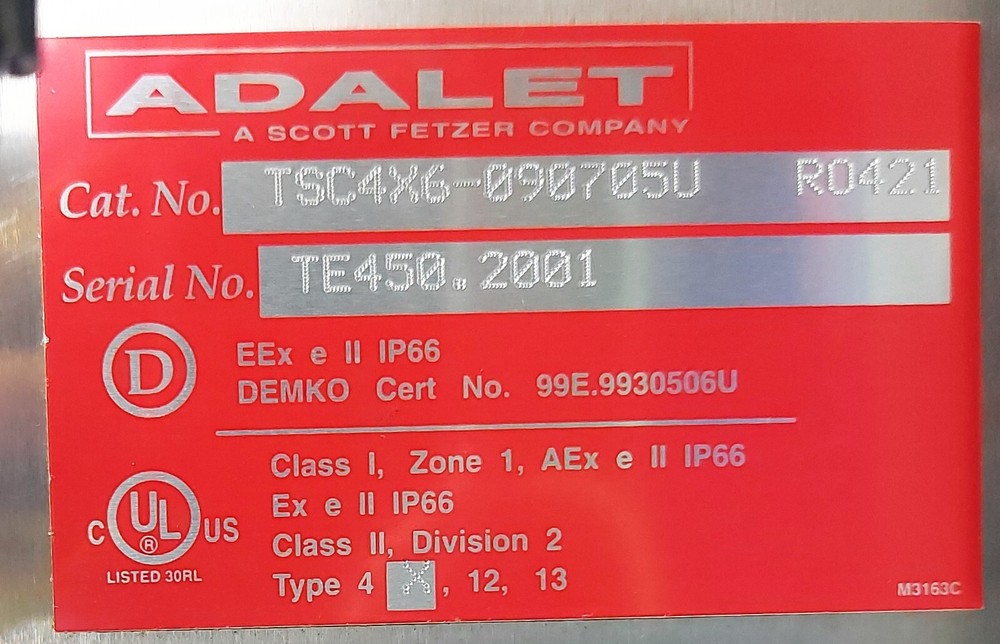 ADALET
A SCOTT FETZER COMPANY
Cat. No. TSC4X6-090705U R0421
Serial No. TE450.2001
D
EEx e II IP66
DEMKO Cert No. 99E.9930506U
Class I, Zone 1, AEx e II IP66
Ex e II IP66
Class II, Division 2
Type 4 X, 12, 13
C UL ® US
LISTED 30RL
M3163C